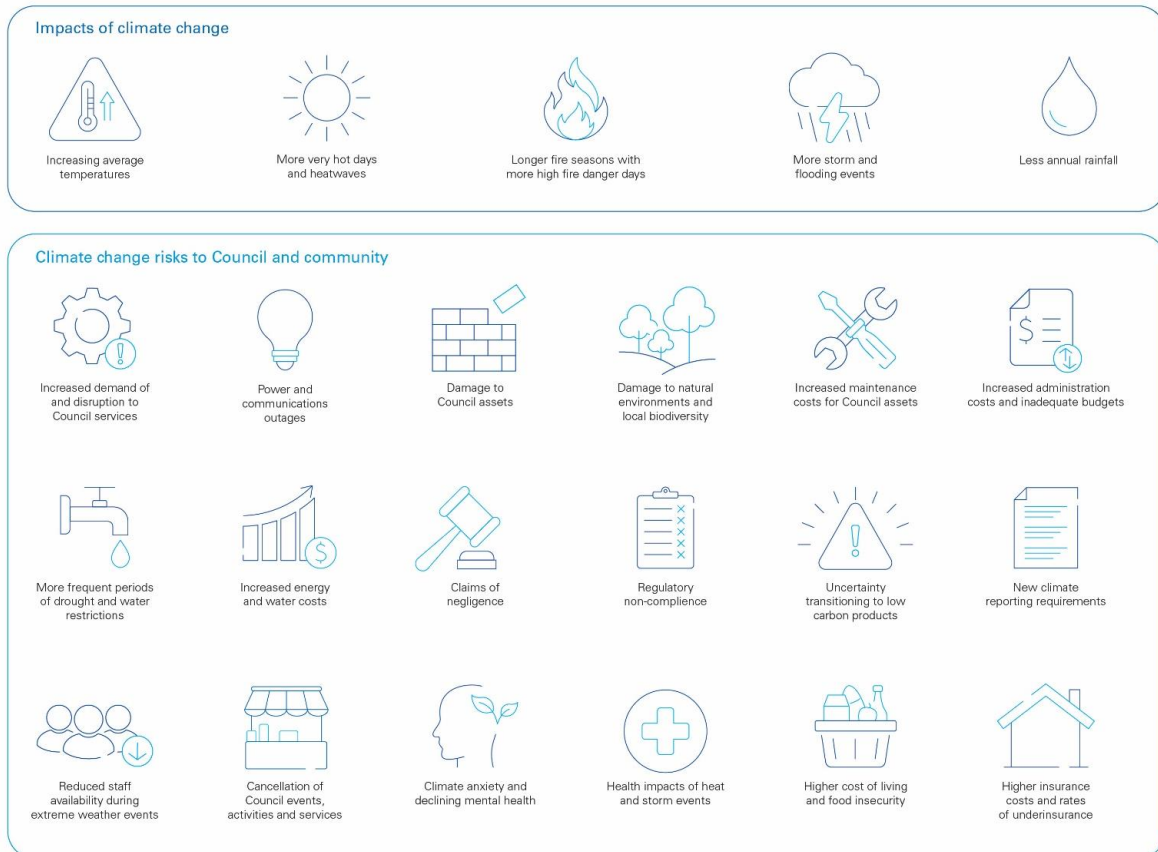 Impacts of climate change
Increasing average
temperatures
More very hot days
and heatwaves
Longer fire seasons with
more high fire danger days
More storm and
flooding events
Less annual rainfall
Climate change risks to Council and community
Increased demand of
and disruption to
Council services
Power and
communications
outages
Damage to
Council assets
Damage to natural
environments and
local biodiversity
Increased maintenance
costs for Council assets
$
Increased administration
costs and inadequate budgets
More frequent periods
of drought and water
restrictions
$
Increased energy
and water costs
Claims of
negligence
Regulatory
non-complience
!
Uncertainty
transitioning to low
carbon products
New climate
reporting requirements
Reduced staff
availability during
extreme weather events
Cancellation of
Council events,
activities and services
Climate anxiety and
declining mental health
Health impacts of heat
and storm events
Higher cost of living
and food insecurity
Higher insurance
costs and rates
of underinsurance